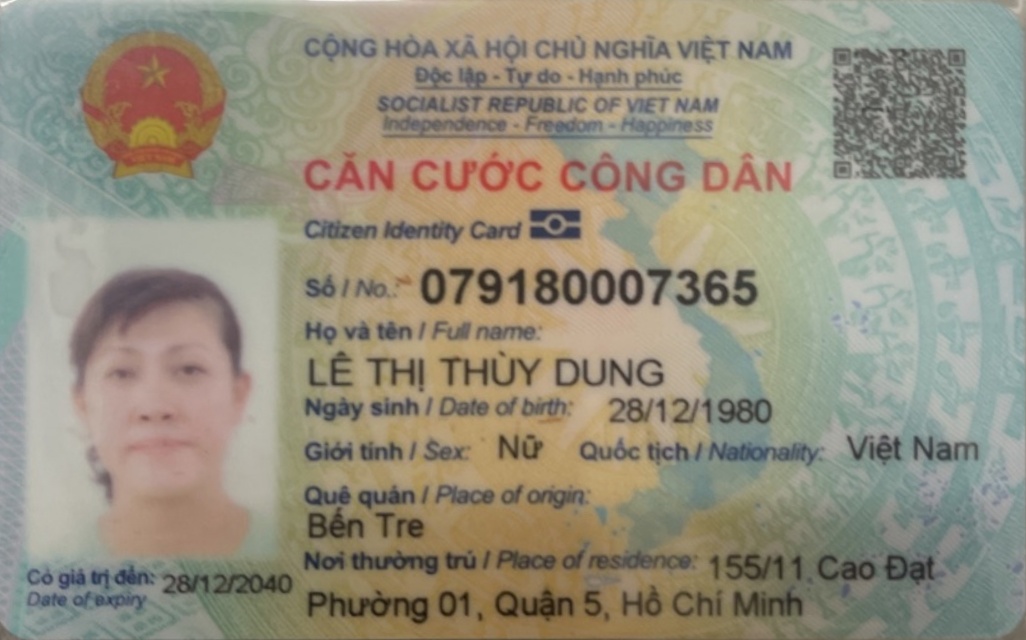 CỘNG HÒA XÃ HỘI CHỦ NGHĨA VIỆT NAM
Độc lập - Tự do - Hạnh phúc
SOCIALIST REPUBLIC OF VIET NAM
Independence - Freedom - Happiness
CĂN CƯỚC CÔNG DÂN
Citizen Identity Card
Số / No.: 079180007365
Họ và tên / Full name:
LÊ THỊ THÙY DUNG
Ngày sinh / Date of birth: 28/12/1980
Giới tính / Sex: Nữ Quốc tịch / Nationality: Việt Nam
Quê quán / Place of origin:
Bến Tre
Nơi thường trú / Place of residence: 155/11 Cao Đạt
Phường 01, Quận 5, Hồ Chí Minh
Có giá trị đến: 28/12/2040
Date of expiry